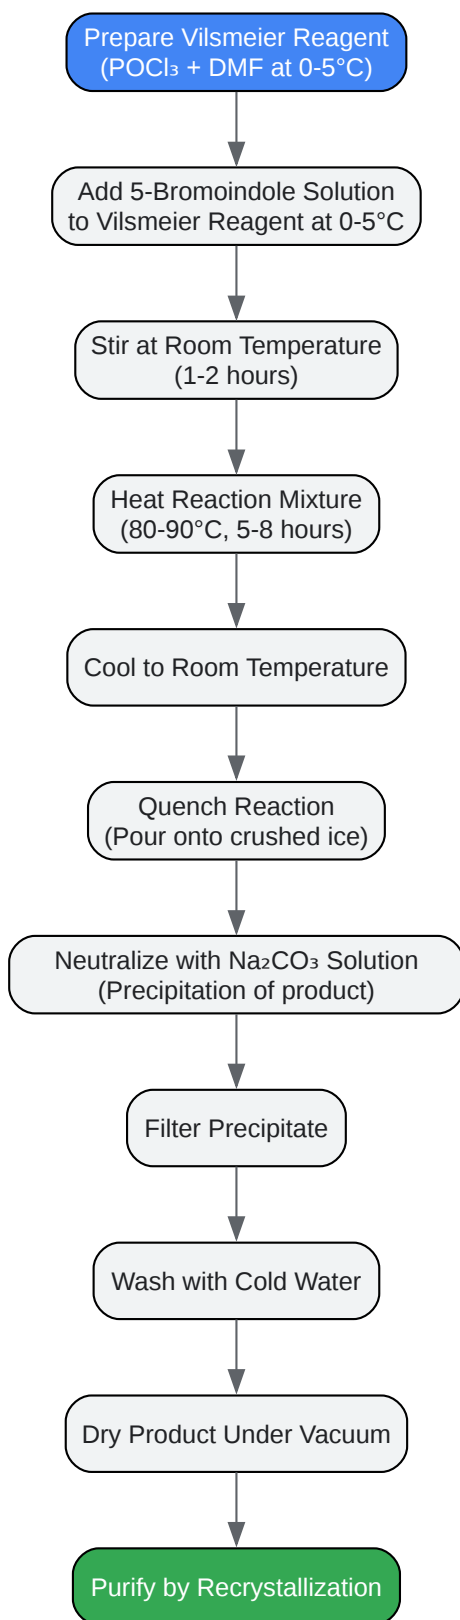 Prepare Vilsmeier Reagent
(POCl₃ + DMF at 0-5°C)
Add 5-Bromoindole Solution
to Vilsmeier Reagent at 0-5°C
Stir at Room Temperature
(1-2 hours)
Heat Reaction Mixture
(80-90°C, 5-8 hours)
Cool to Room Temperature
Quench Reaction
(Pour onto crushed ice)
Neutralize with Na₂CO₃ Solution
(Precipitation of product)
Filter Precipitate
Wash with Cold Water
Dry Product Under Vacuum
Purify by Recrystallization